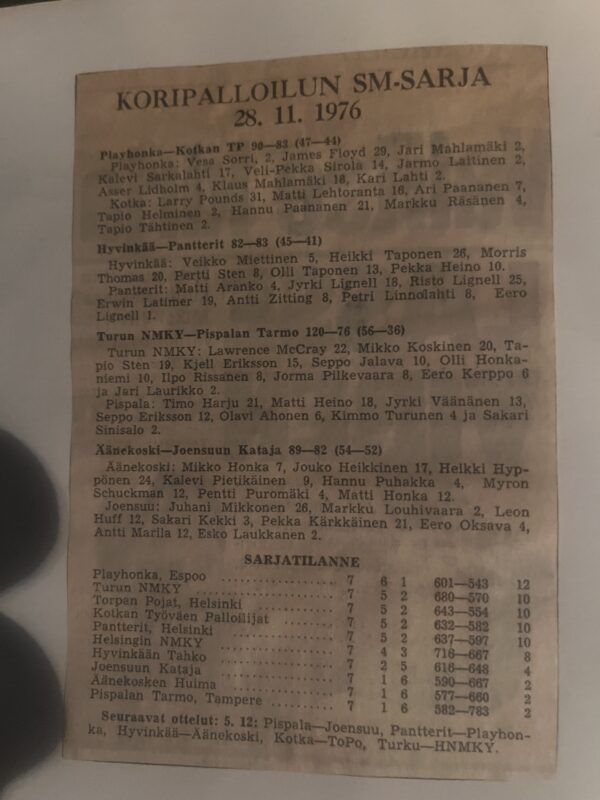 KORIPALLOILUN SM-SARJA
28. 11. 1976
Playhonka—Kotkan TP 90—83 (47—44)
Playhonka: Vesa Sorri, 2, James Floyd 29, Jari Mahlamäki 2,
Kalevi Sarkalahti 17, Veli-Pekka Sirola 14, Jarmo Laitinen 2,
Asser Lidholm 4, Klaus Mahlamäki 18, Kari Lahti 2.
Kotka: Larry Pounds 31, Matti Lehtoranta 16, Ari Paananen 7,
Tapio Helminen 2, Hannu Paananen 21, Markku Räsänen 4,
Tapio Tähtinen 2.
Hyvinkää—Pantterit 82—83 (45—41)
Hyvinkää: Veikko Miettinen 5, Heikki Taponen 26, Morris
Thomas 20, Pertti Sten 8, Olli Taponen 13, Pekka Heino 10.
Pantterit: Matti Aranko 4, Jyrki Lignell 18, Risto Lignell 25,
Erwin Latimer 19, Antti Zitting 8, Petri Linnolahti 8, Eero
Lignell 1.
Turun NMKY—Pispalan Tarmo 120—76 (56—36)
Turun NMKY: Lawrence McCray 22, Mikko Koskinen 20, Ta-
pio Sten 19, Kjell Eriksson 15, Seppo Jalava 10, Olli Honka-
niemi 10, Ilpo Rissanen 8, Jorma Pilkevaara 8, Eero Kerppo 6
ja Jari Laurikko 2.
Pispala: Timo Harju 21, Matti Heino 18, Jyrki Väänänen 13,
Seppo Eriksson 12, Olavi Ahonen 6, Kimmo Turunen 4 ja Sakari
Sinisalo 2.
Äänekoski—Joensuun Kataja 89—82 (54—52)
Äänekoski: Mikko Honka 7, Jouko Heikkinen 17, Heikki Hyp-
pönen 24, Kalevi Pietikäinen 9, Hannu Puhakka 4, Myron
Schuckman 12, Pentti Puromäki 4, Matti Honka 12.
Joensuu: Juhani Mikkonen 26, Markku Louhivaara 2, Leon
Huff 12, Sakari Kekki 3, Pekka Kärkkäinen 21, Eero Oksava 4,
Antti Marila 12, Esko Laukkanen 2.
SARJATILANNE
Playhonka, Espoo ................. 7 6 1 601—543 12
Turun NMKY ................. 7 5 2 680—570 10
Torpan Pojat, Helsinki ............ 7 5 2 643—554 10
Kotkan Työväen Palloilijat ........ 7 5 2 632—582 10
Pantterit, Helsinki ............... 7 5 2 637—597 10
Helsingin NMKY ................. 7 4 3 716—667 8
Hyvinkään Tahko ................. 7 2 5 616—648 4
Joensuun Kataja ................. 7 1 6 590—667 2
Äänekosken Huima ............... 7 1 6 577—660 2
Pispalan Tarmo, Tampere .......... 7 1 6 582—783 2
Seuraavat ottelut: 5. 12: Pispala—Joensuu, Pantterit—Playhon-
ka, Hyvinkää—Äänekoski, Kotka—ToPo, Turku—HNMKY.